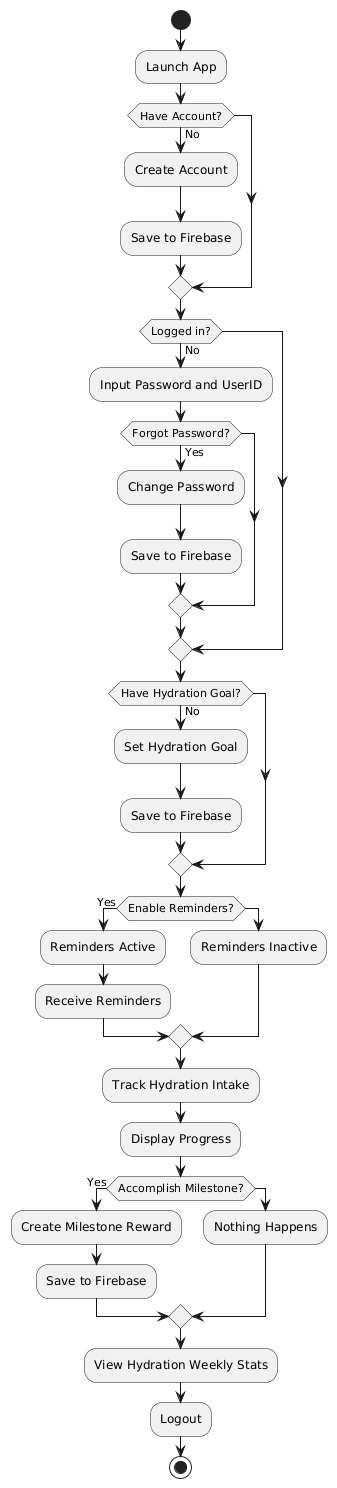 Launch App
Have Account?
No
Create Account
Save to Firebase
Logged in?
No
Input Password and UserID
Forgot Password?
Yes
Change Password
Save to Firebase
Have Hydration Goal?
No
Set Hydration Goal
Save to Firebase
Yes
Enable Reminders?
Reminders Active
Reminders Inactive
Receive Reminders
Track Hydration Intake
Display Progress
Yes
Accomplish Milestone?
Create Milestone Reward
Nothing Happens
Save to Firebase
View Hydration Weekly Stats
Logout